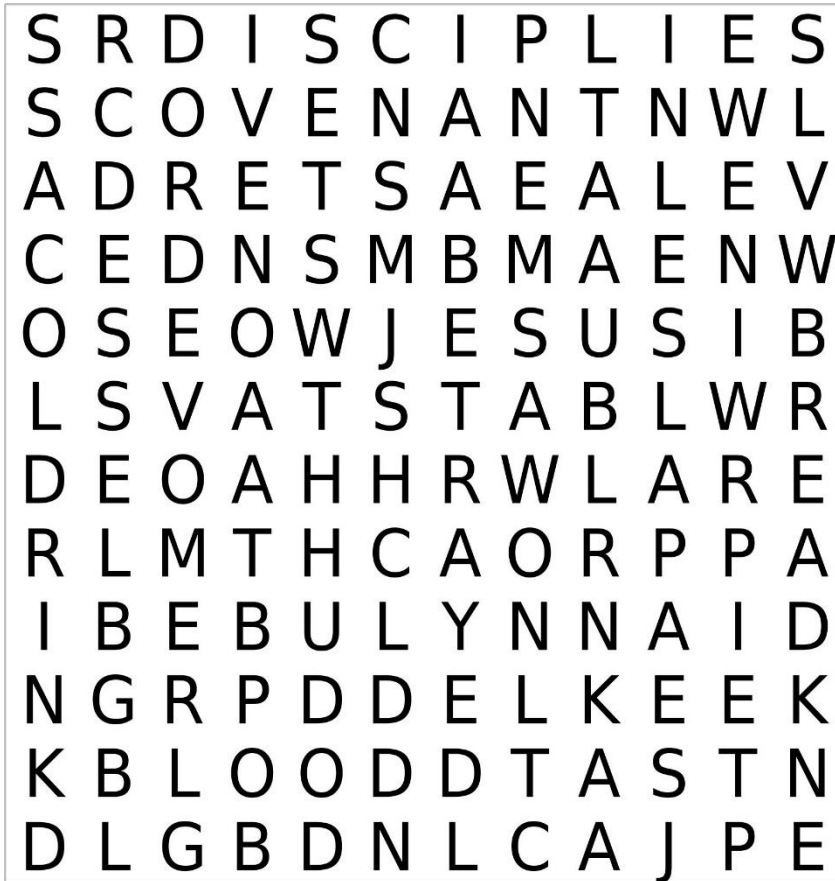 S R D I S C I P L I E S
S C O V E N A N T N W L
A D R E T S A E A L E V
C E D N S M B M A E N W
O S E O W J E S U S I B
L S V A T S T A B L W R
D E O A H H R W L A R E
R L M T H C A O R P P A
I B E B U L Y N N A I D
N G R P D D E L K E E K
K B L O O D D T A S T N
D L G B D N L C A J P E